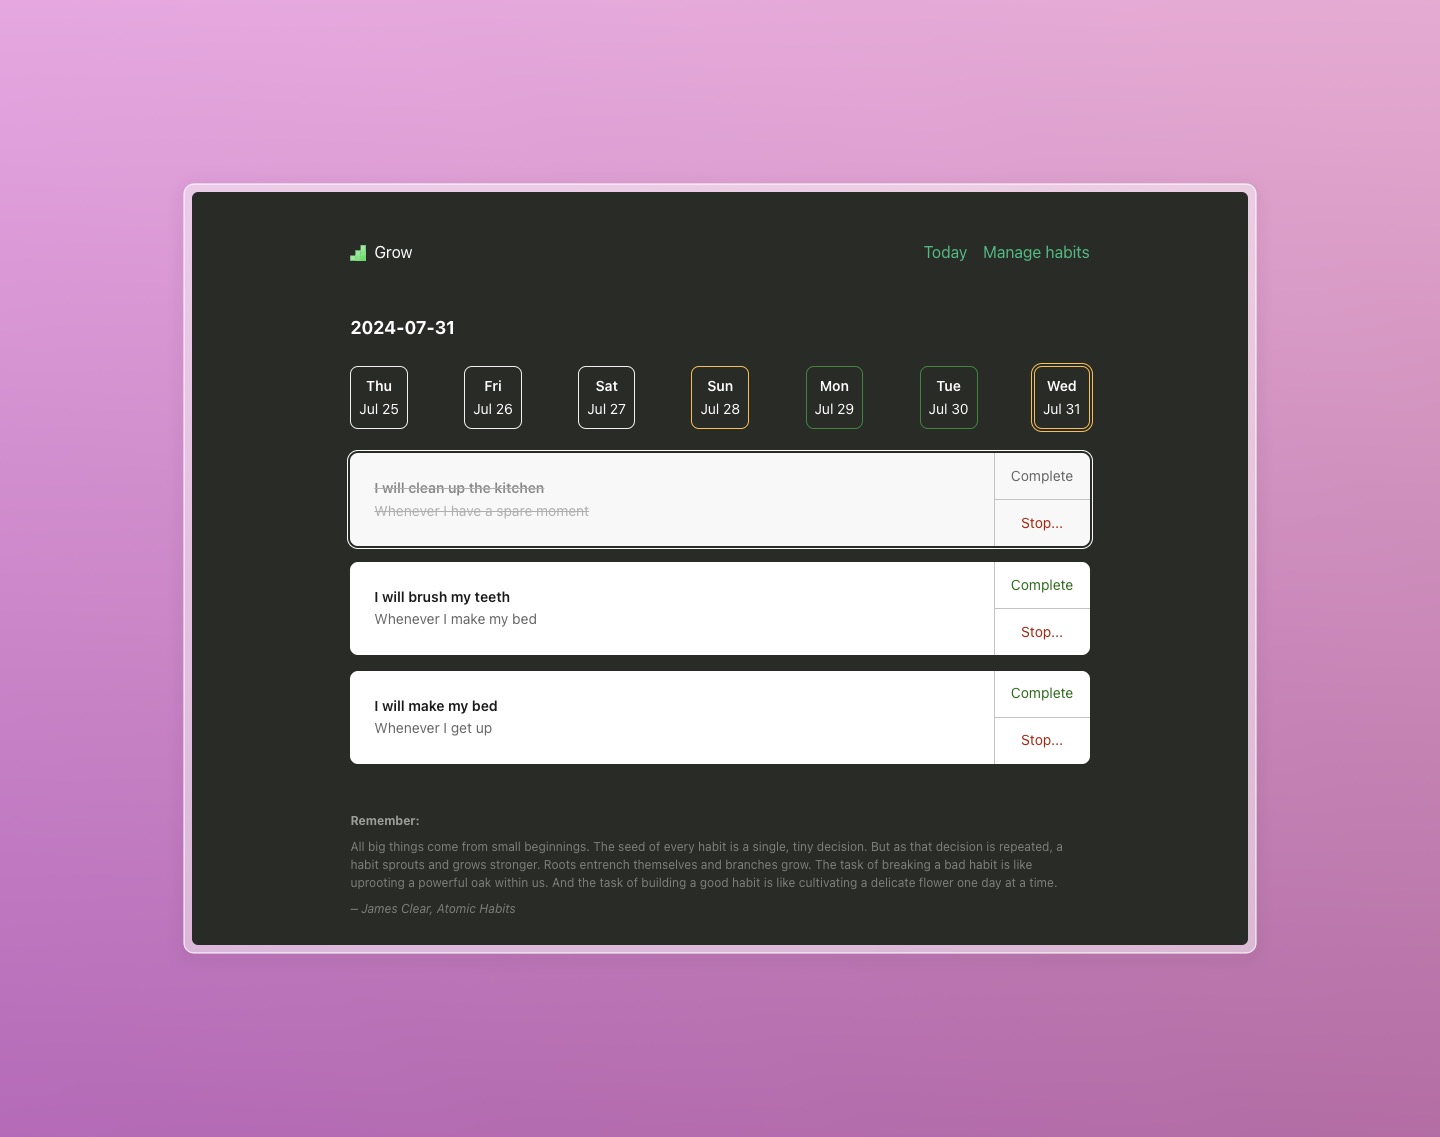 Grow
Today Manage habits
2024-07-31
Thu Fri Sat Sun Mon Tue Wed
Jul 25 Jul 26 Jul 27 Jul 28 Jul 29 Jul 30 Jul 31
I will clean up the kitchen
Whenever I have a spare moment
Complete
Stop...
I will brush my teeth
Whenever I make my bed
Complete
Stop...
I will make my bed
Whenever I get up
Complete
Stop...
Remember:
All big things come from small beginnings. The seed of every habit is a single, tiny decision. But as that decision is repeated, a
habit sprouts and grows stronger. Roots entrench themselves and branches grow. The task of breaking a bad habit is like
uprooting a powerful oak within us. And the task of building a good habit is like cultivating a delicate flower one day at a time.
— James Clear, Atomic Habits